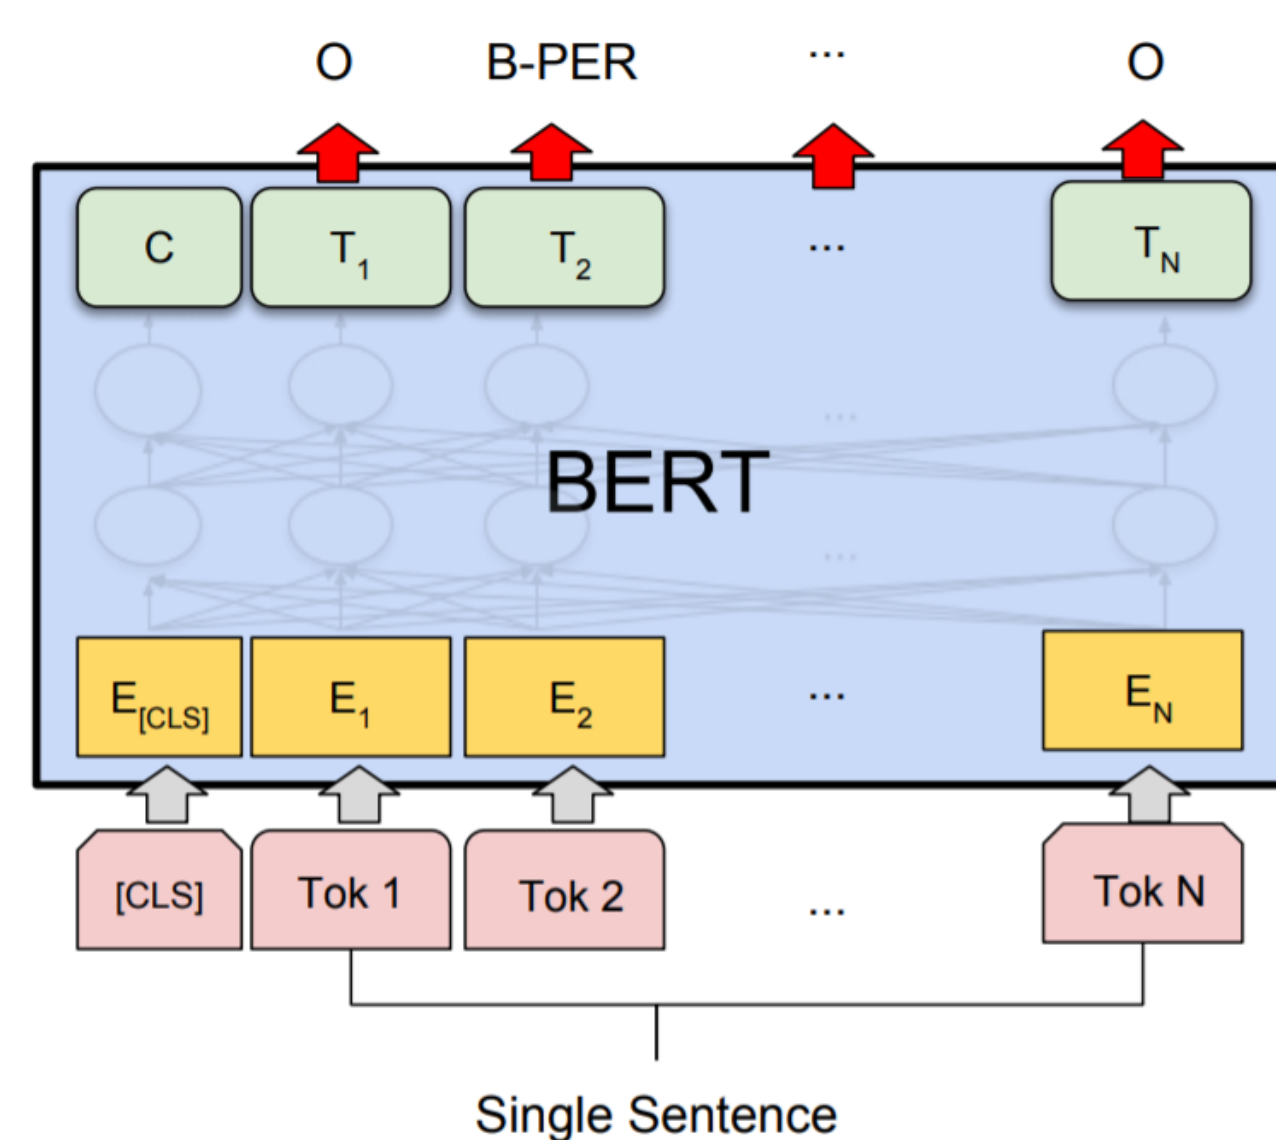 O B-PER ... O
C T1 T2 ... TN
...
BERT
...
E[CLS] E1 E2 ... EN
[CLS] Tok 1 Tok 2 ... Tok N
Single Sentence